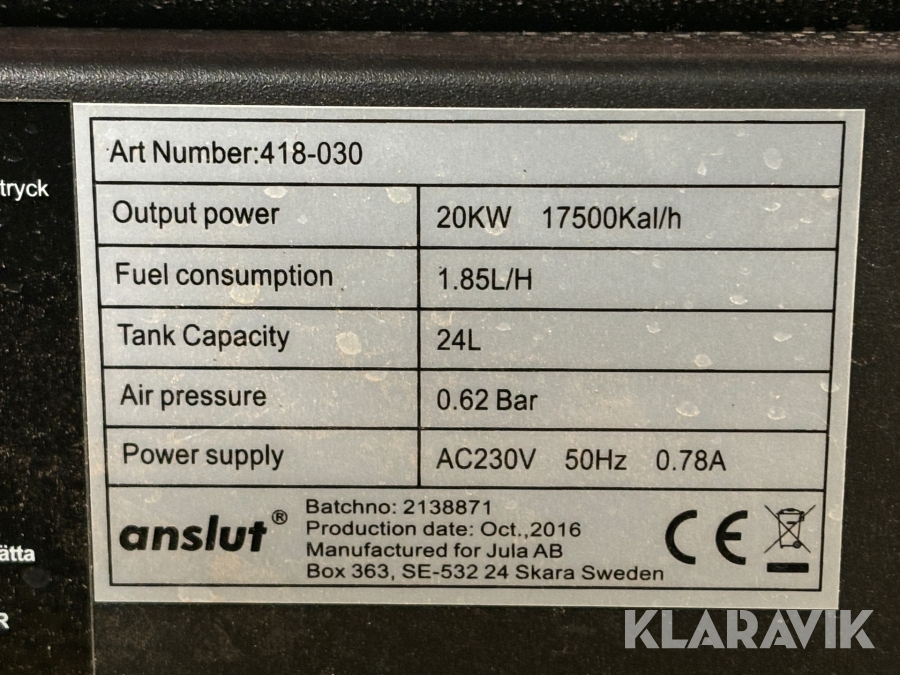 Art Number:418-030
tryck
Output power 20KW 17500Kal/h
Fuel consumption 1.85L/H
Tank Capacity 24L
Air pressure 0.62 Bar
Power supply AC230V 50Hz 0.78A
anslut®
Batchno: 2138871
Production date: Oct.,2016
Manufactured for Jula AB
Box 363, SE-532 24 Skara Sweden
CE
ätta
R
KLARAVIK